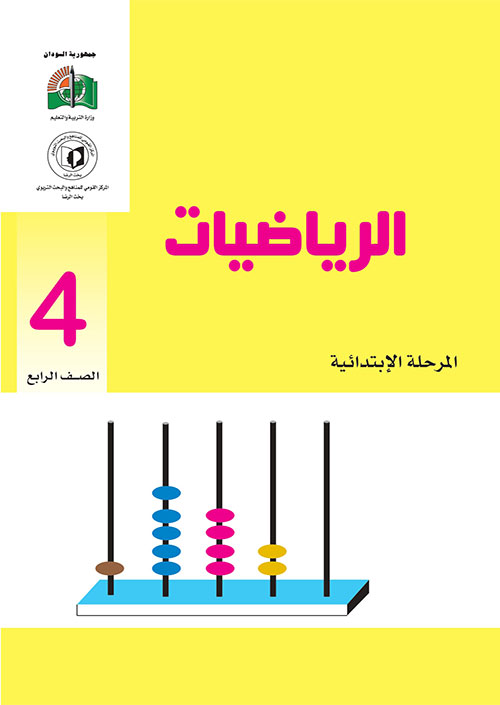 جمهورية السودان
وزارة التربية والتعليم
المركز القومي للمناهج والبحث التربوي
بخت الرضا
الرياضيات
4
الصف الرابع
المرحلة الإبتدائية